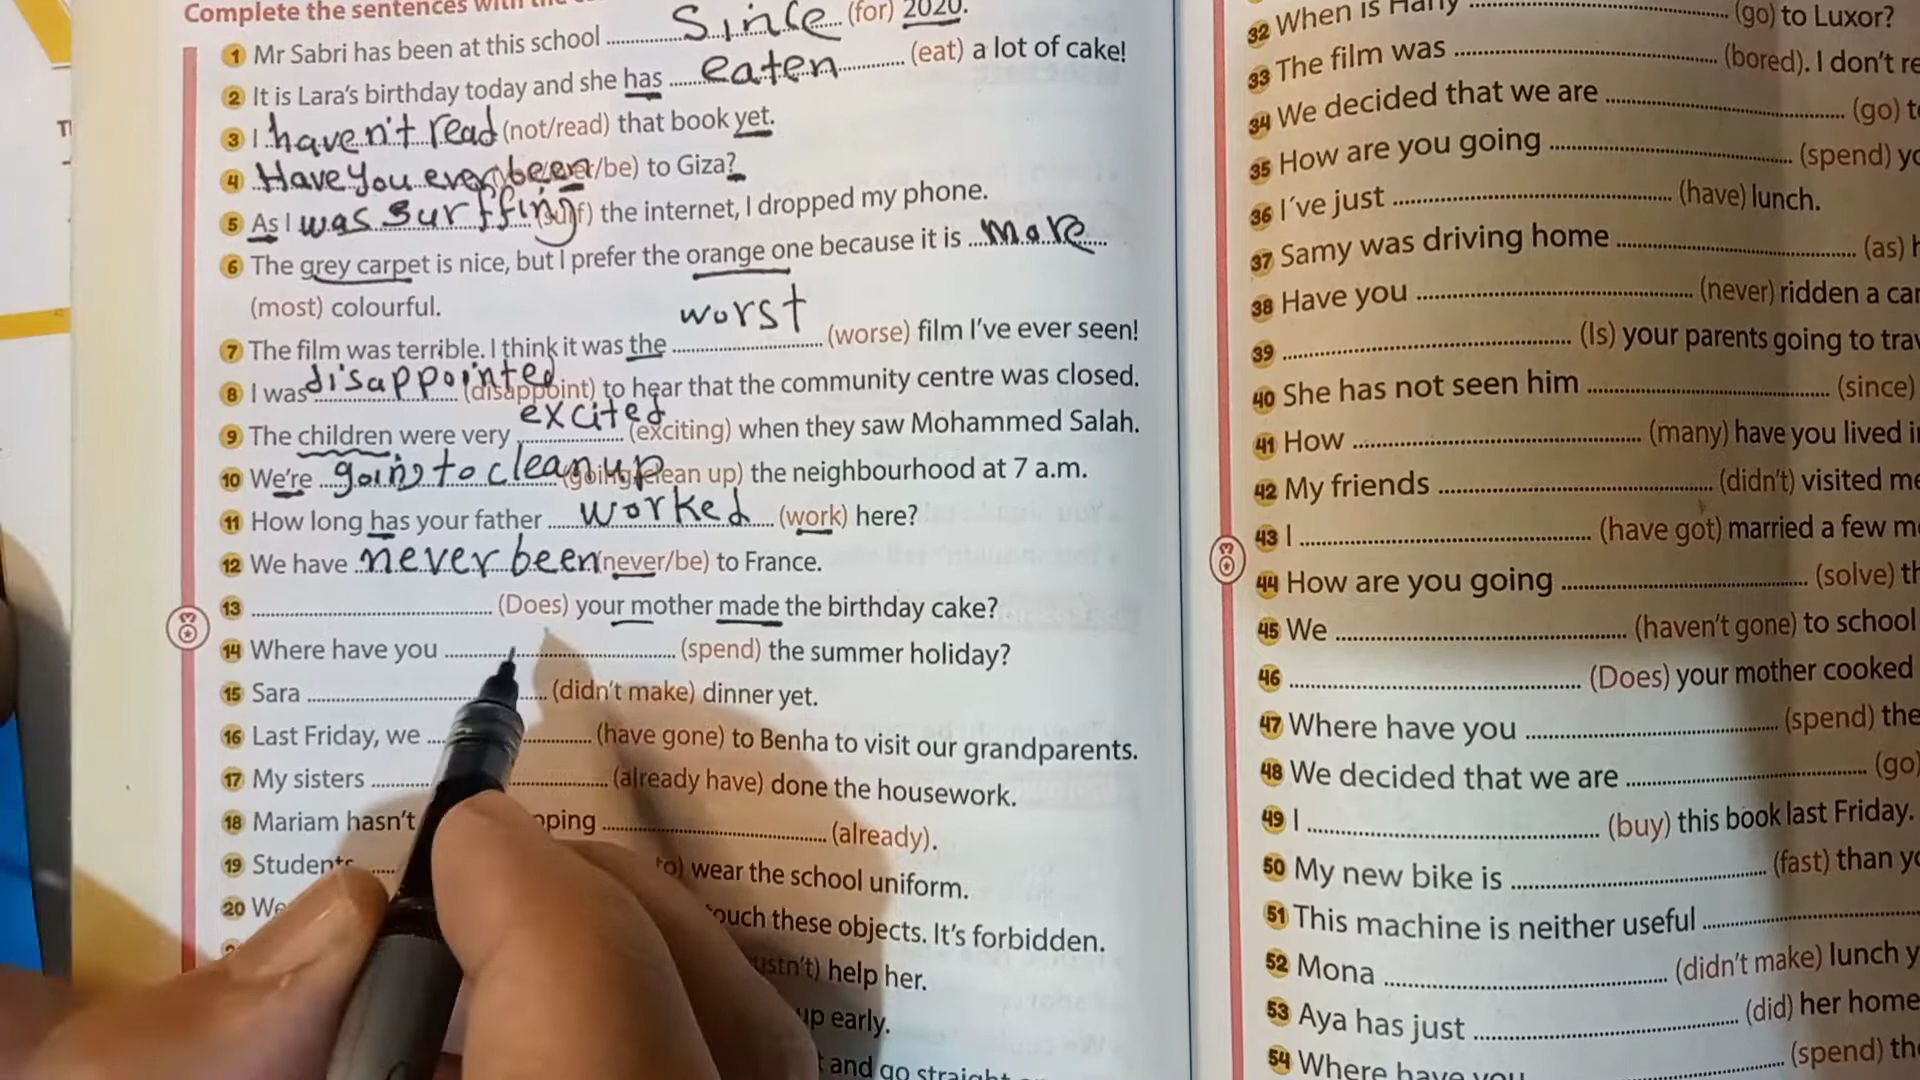 Complete the sentences with the
1 Mr Sabri has been at this school Since (for) 2020.
2 It is Lara's birthday today and she has eaten (eat) a lot of cake!
3 I haven't read (not/read) that book yet.
4 Have you ever been /be) to Giza?
5 As I was surffing (surf) the internet, I dropped my phone.
6 The grey carpet is nice, but I prefer the orange one because it is more
(most) colourful.
7 The film was terrible. I think it was the worst (worse) film I've ever seen!
8 I was disappointed (disappoint) to hear that the community centre was closed.
9 The children were very excited (exciting) when they saw Mohammed Salah.
10 We're going to clean up (going/clean up) the neighbourhood at 7 a.m.
11 How long has your father worked (work) here?
12 We have never been (never/be) to France.
13 (Does) your mother made the birthday cake?
14 Where have you (spend) the summer holiday?
15 Sara (didn't make) dinner yet.
16 Last Friday, we (have gone) to Benha to visit our grandparents.
17 My sisters (already have) done the housework.
18 Mariam hasn't (already).
19 Students wear the school uniform.
20 We touch these objects. It's forbidden.
help her.
up early.
and go straight
32 When is Hany (go) to Luxor?
33 The film was (bored). I don't
34 We decided that we are (go)
35 How are you going (spend)
36 I've just (have) lunch.
37 Samy was driving home (as)
38 Have you (never) ridden a
39 (Is) your parents going to
40 She has not seen him (since)
41 How (many) have you lived
42 My friends (didn't) visited
43 I (have got) married a few
44 How are you going (solve)
45 We (haven't gone) to school
46 (Does) your mother cooked
47 Where have you (spend) the
48 We decided that we are (go)
49 I (buy) this book last Friday.
50 My new bike is (fast) than
51 This machine is neither useful
52 Mona (didn't make) lunch
53 Aya has just (did) her
54 Where have you (spend)